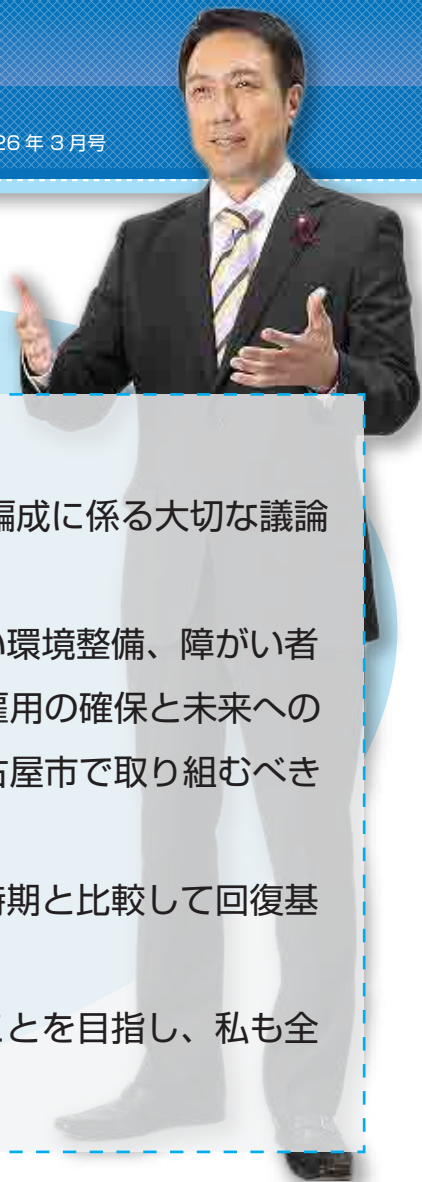 26年3月号
編成に係る大切な議論
い環境整備、障がい者
雇用の確保と未来への
古屋市で取り組むべき
時期と比較して回復基
ことを目指し、私も全